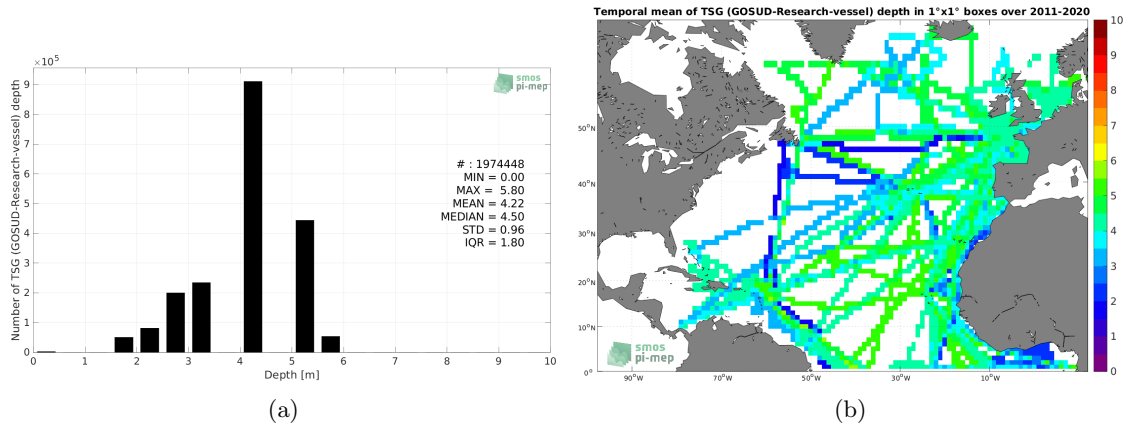 ×10⁵
9
8
7
6
5
4
3
2
1
0
Number of TSG (GOSUD-Research-vessel) depth
smos
pi-mep
# : 1974448
MIN = 0.00
MAX = 5.80
MEAN = 4.22
MEDIAN = 4.50
STD = 0.96
IQR = 1.80
0 1 2 3 4 5 6 7 8 9 10
Depth [m]
(a)
Temporal mean of TSG (GOSUD-Research-vessel) depth in 1°x1° boxes over 2011-2020
50°N
40°N
30°N
20°N
10°N
0°
90°W 70°W 50°W 30°W 10°W
smos
pi-mep
10
9
8
7
6
5
4
3
2
1
0
(b)